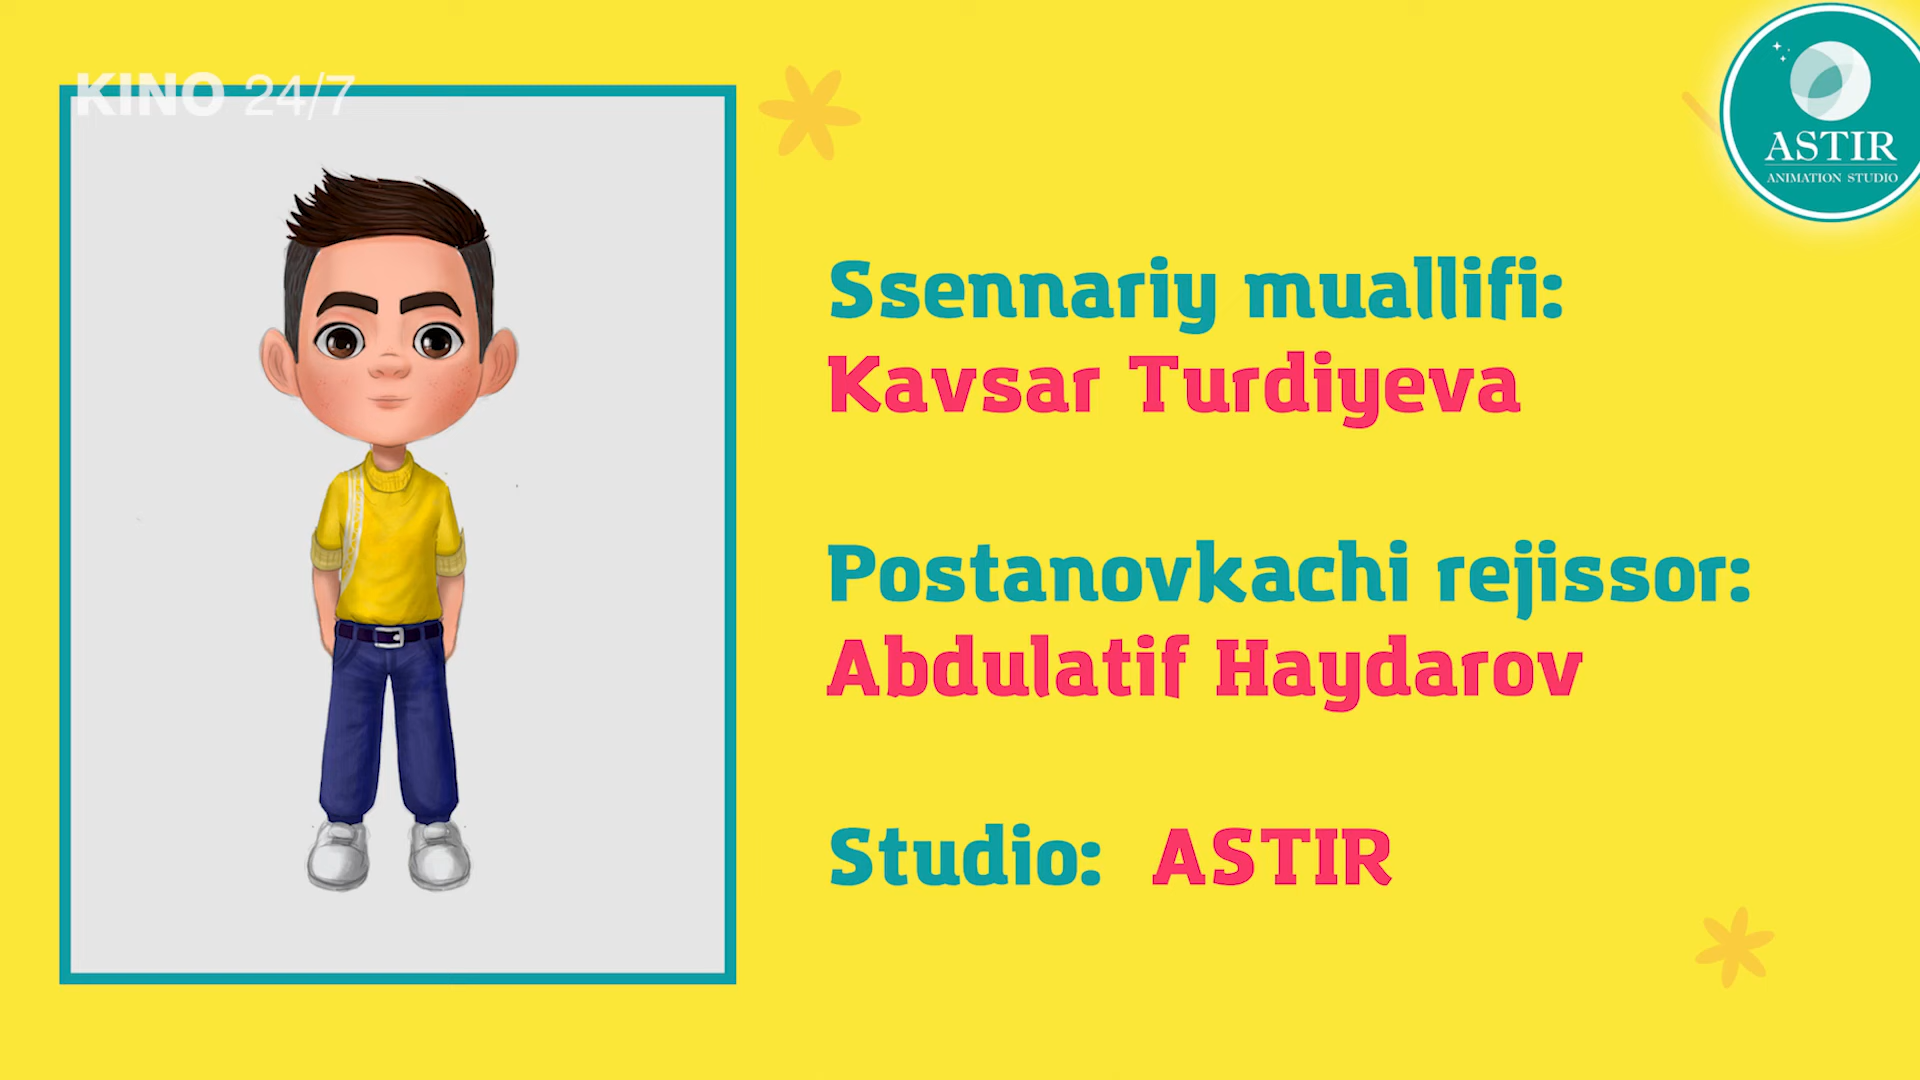 KINO 24/7
ASTIR
ANIMATION STUDIO
Ssennariy muallifi:
Kavsar Turdiyeva
Postanovkachi rejissor:
Abdulatif Haydarov
Studio: ASTIR